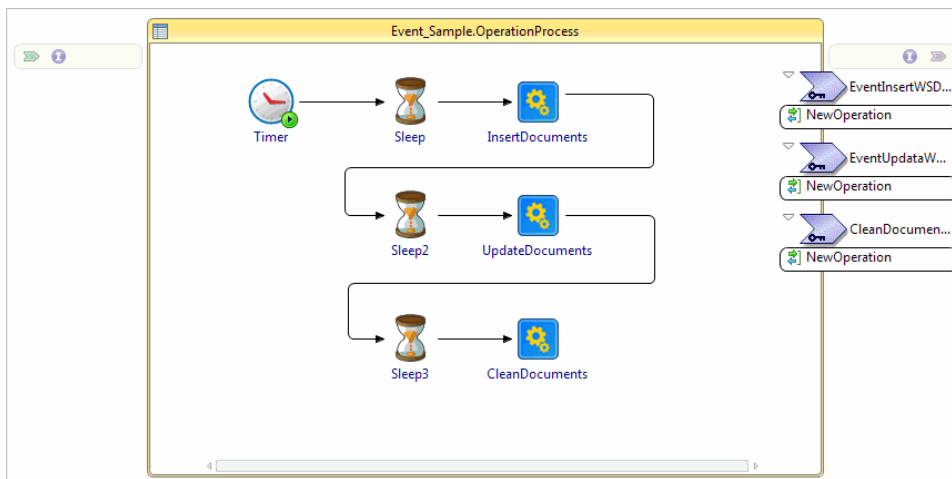 Event_Sample.OperationProcess
Timer
Sleep
InsertDocuments
EventInsertWSD...
NewOperation
EventUpdataW...
NewOperation
Sleep2
UpdateDocuments
CleanDocumen...
NewOperation
Sleep3
CleanDocuments